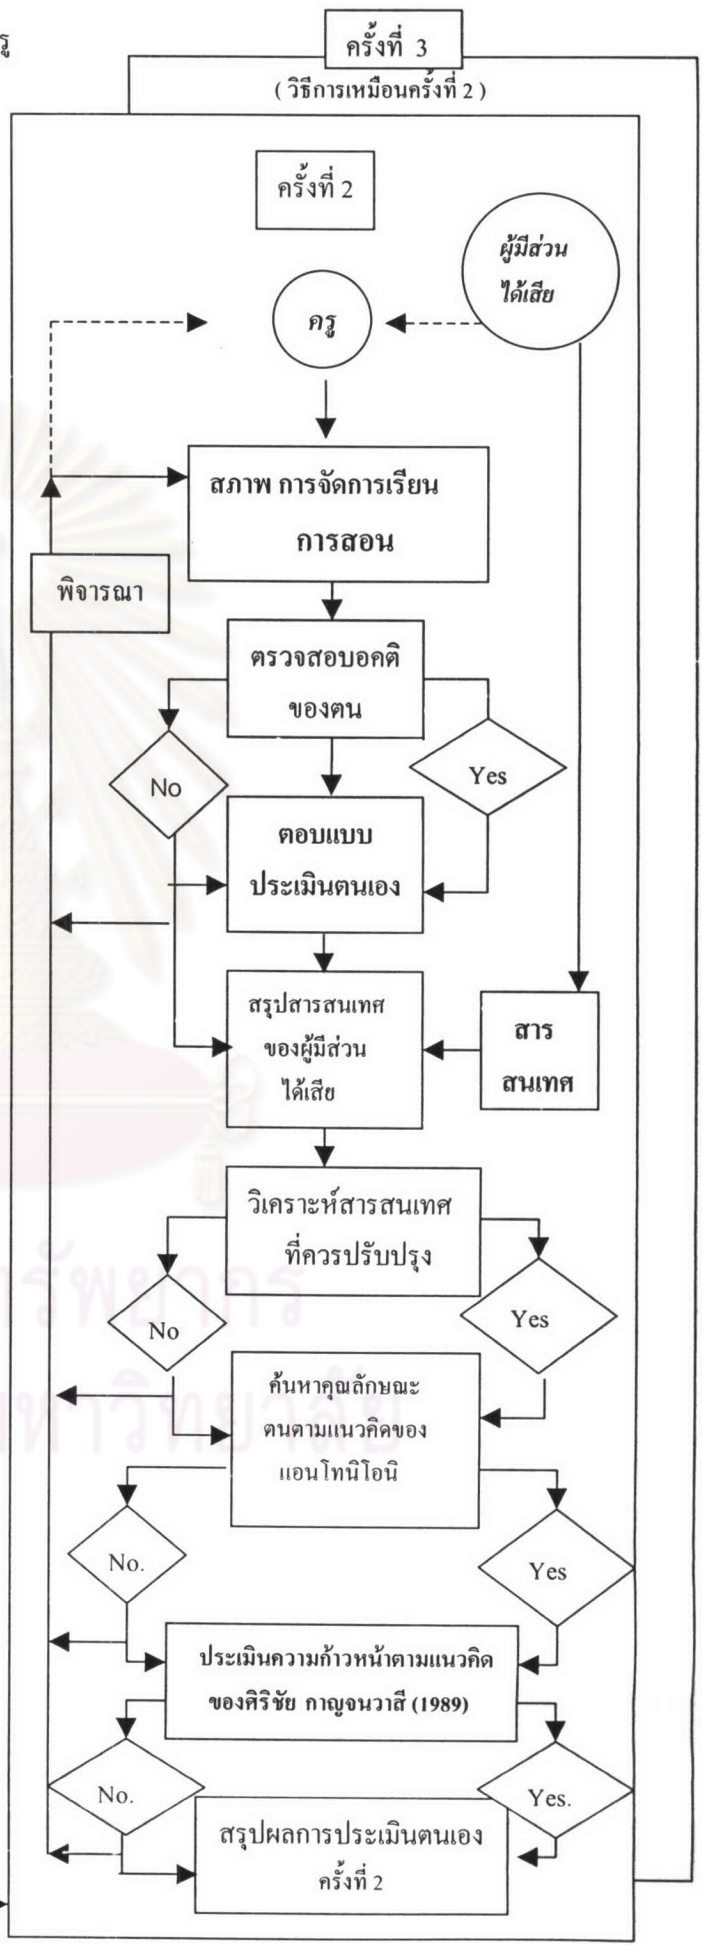 ครั้งที่ 3
( วิธีการเหมือนครั้งที่ 2 )
ครั้งที่ 2
ผู้มีส่วน
ได้เสีย
ครู
สภาพ การจัดการเรียน
การสอน
พิจารณา
ตรวจสอบอคติ
ของตน
No
Yes
ตอบแบบ
ประเมินตนเอง
สรุปสารสนเทศ
ของผู้มีส่วน
ได้เสีย
สาร
สนเทศ
วิเคราะห์สารสนเทศ
ที่ควรปรับปรุง
No
Yes
ค้นหาคุณลักษณะ
ตนตามแนวคิดของ
แอนโทนิโอนิ
No.
Yes
ประเมินความก้าวหน้าตามแนวคิด
ของศิริชัย กาญจนวาสี (1989)
No.
Yes.
สรุปผลการประเมินตนเอง
ครั้งที่ 2